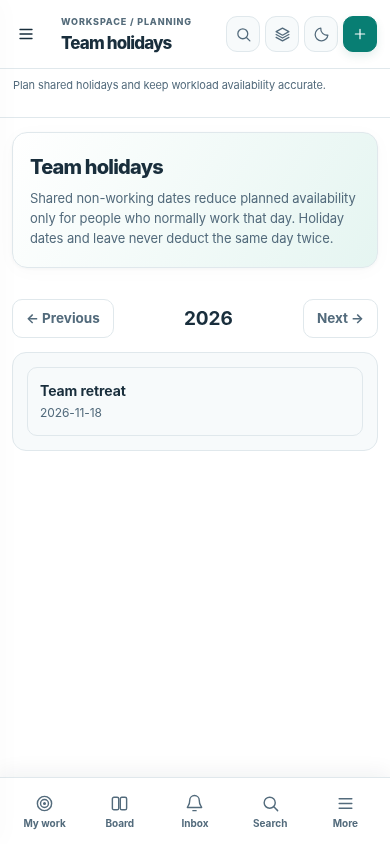 WORKSPACE / PLANNING
Team holidays
Plan shared holidays and keep workload availability accurate.
Team holidays
Shared non-working dates reduce planned availability
only for people who normally work that day. Holiday
dates and leave never deduct the same day twice.
← Previous
2026
Next →
Team retreat
2026-11-18
My work
Board
Inbox
Search
More